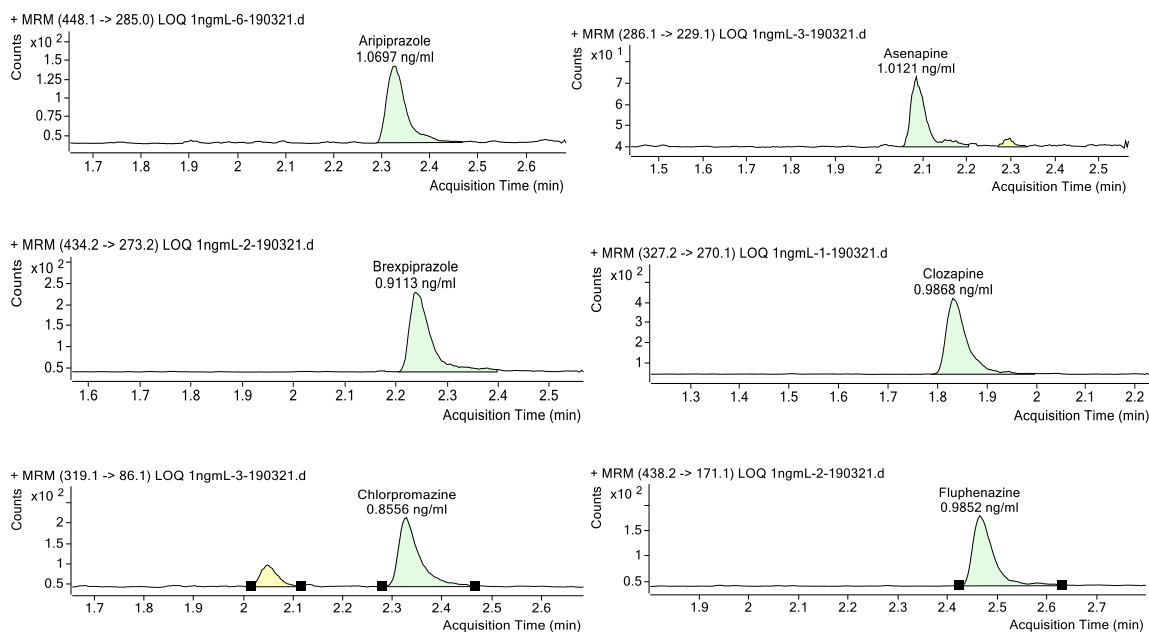 + MRM (448.1 -> 285.0) LOQ 1ngmL-6-190321.d
Counts
x10 2
Aripiprazole
1.0697 ng/ml
1.5
1.25
1
0.75
0.5
1.7 1.8 1.9 2 2.1 2.2 2.3 2.4 2.5 2.6
Acquisition Time (min)
+ MRM (286.1 -> 229.1) LOQ 1ngmL-3-190321.d
Counts
x10 1
Asenapine
1.0121 ng/ml
7
6
5
4
1.5 1.6 1.7 1.8 1.9 2 2.1 2.2 2.3 2.4 2.5
Acquisition Time (min)
+ MRM (434.2 -> 273.2) LOQ 1ngmL-2-190321.d
Counts
x10 2
Brexpiprazole
0.9113 ng/ml
2.5
2
1.5
1
0.5
1.6 1.7 1.8 1.9 2 2.1 2.2 2.3 2.4 2.5
Acquisition Time (min)
+ MRM (327.2 -> 270.1) LOQ 1ngmL-1-190321.d
Counts
x10 2
Clozapine
0.9868 ng/ml
4
3
2
1
1.3 1.4 1.5 1.6 1.7 1.8 1.9 2 2.1 2.2
Acquisition Time (min)
+ MRM (319.1 -> 86.1) LOQ 1ngmL-3-190321.d
Counts
x10 2
Chlorpromazine
0.8556 ng/ml
2
1.5
1
0.5
1.7 1.8 1.9 2 2.1 2.2 2.3 2.4 2.5 2.6
Acquisition Time (min)
+ MRM (438.2 -> 171.1) LOQ 1ngmL-2-190321.d
Counts
x10 2
Fluphenazine
0.9852 ng/ml
1.5
1
0.5
1.9 2 2.1 2.2 2.3 2.4 2.5 2.6 2.7
Acquisition Time (min)